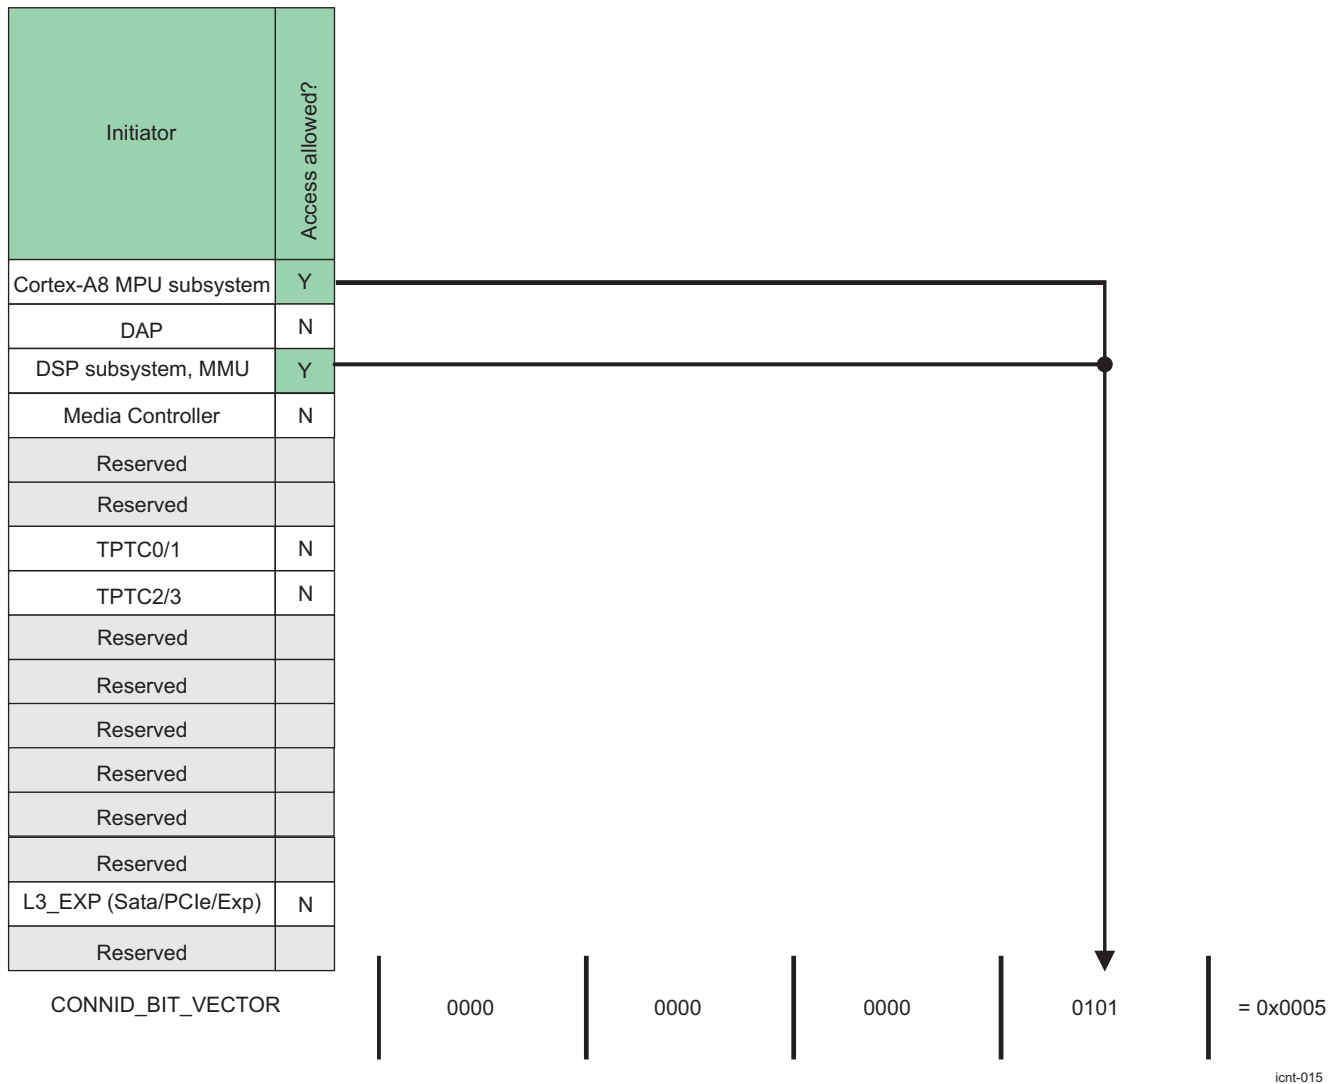 Initiator
Access allowed?
Cortex-A8 MPU subsystem Y
DAP N
DSP subsystem, MMU Y
Media Controller N
Reserved
Reserved
TPTC0/1 N
TPTC2/3 N
Reserved
Reserved
Reserved
Reserved
Reserved
Reserved
L3_EXP (Sata/PCIe/Exp) N
Reserved
CONNID_BIT_VECTOR 0000 0000 0000 0101 = 0x0005
icnt-015